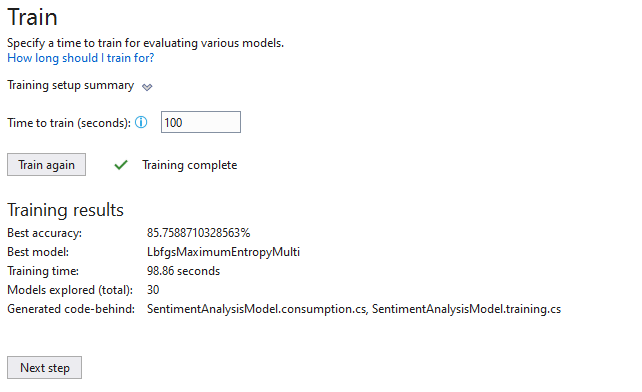 Train
Specify a time to train for evaluating various models.
How long should I train for?
Training setup summary
Time to train (seconds): 100
Train again Training complete
Training results
Best accuracy: 85.7588710328563%
Best model: LbfgsMaximumEntropyMulti
Training time: 98.86 seconds
Models explored (total): 30
Generated code-behind: SentimentAnalysisModel.consumption.cs, SentimentAnalysisModel.training.cs
Next step